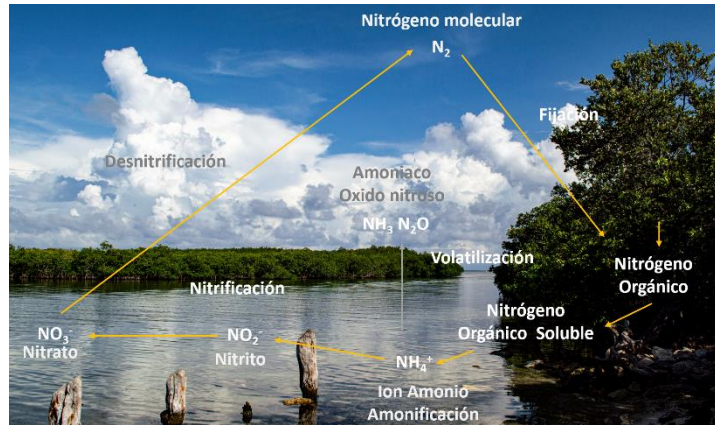 Nitrógeno molecular
N₂
Fijación
Desnitrificación
Amoniaco
Oxido nitroso
NH₃ N₂O
Volatilización
Nitrógeno
Orgánico
Nitrificación
Nitrógeno
Orgánico Soluble
NO₃⁻
Nitrato
NO₂⁻
Nitrito
NH₄⁺
Ion Amonio
Amonificación